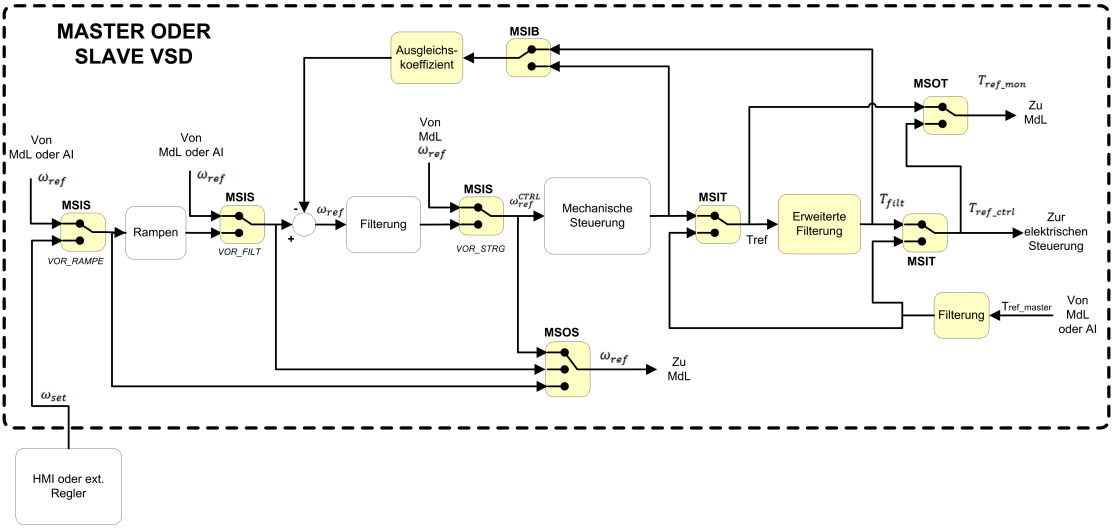 MASTER ODER
SLAVE VSD
Ausgleichs-
koeffizient
MSIB
MSOT
T_ref_mon
Zu
MdL
Von
MdL oder AI
ω_ref
Von
MdL oder AI
ω_ref
Von
MdL
ω_ref
MSIS
VOR_RAMPE
Rampen
MSIS
VOR_FILT
-
+
ω_ref
Filterung
MSIS
VOR_STRG
ω_ref^CTRL
Mechanische
Steuerung
MSIT
Tref
Erweiterte
Filterung
T_filt
MSIT
T_ref_ctrl
Zur
elektrischen
Steuerung
Filterung
Tref_master
Von
MdL
oder AI
MSOS
ω_ref
Zu
MdL
ω_set
HMI oder ext.
Regler